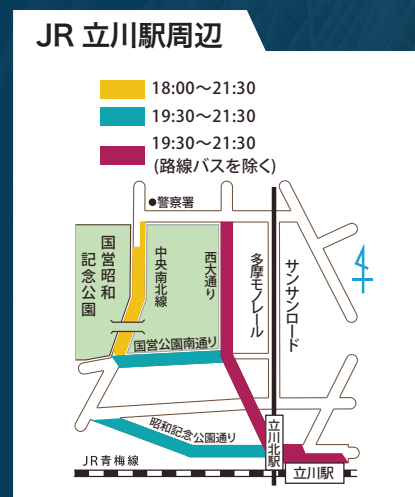 JR 立川駅周辺
18:00〜21:30
19:30〜21:30
19:30〜21:30
(路線バスを除く)
●警察署
国営昭和
記念公園
中央南北線
西大通り
多摩モノレール
サンサンロード
国営公園南通り
昭和記念公園通り
立川北駅
JR青梅線
立川駅